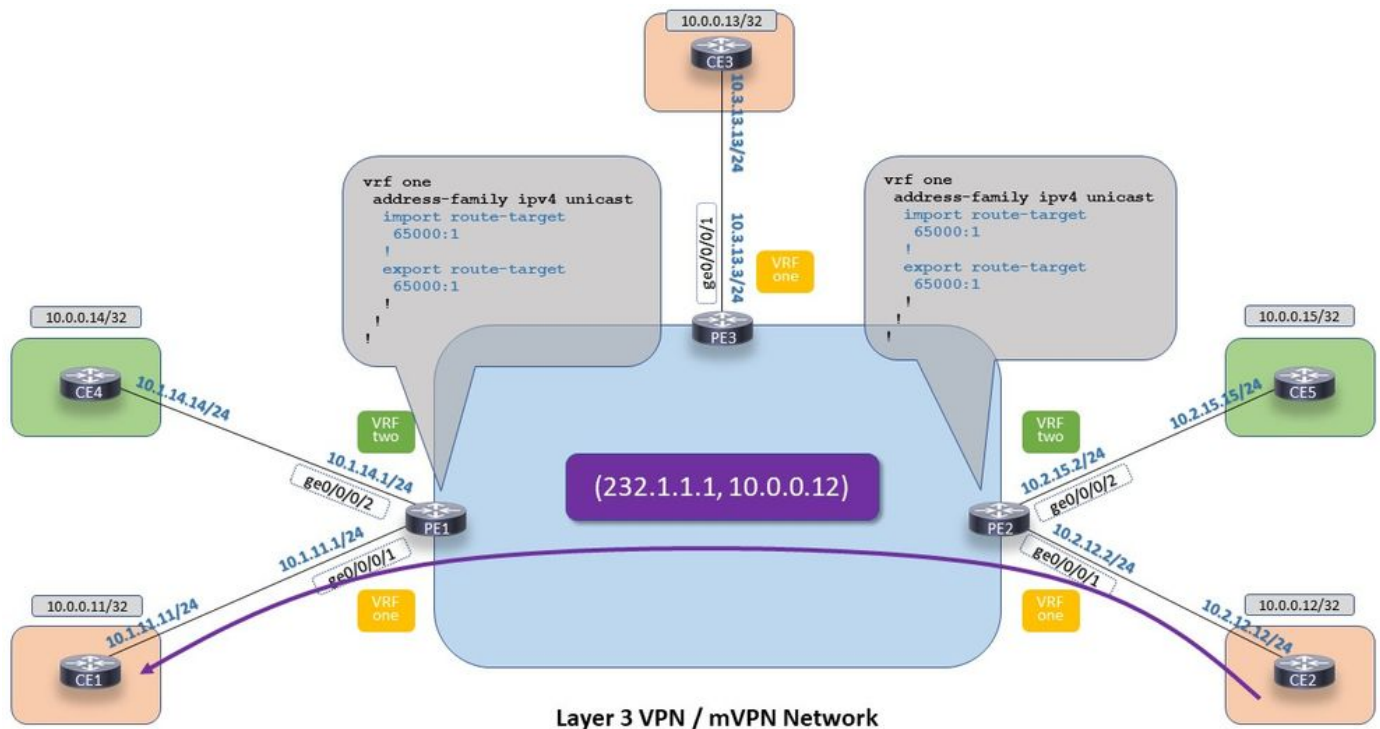 10.0.0.13/32
CE3
10.3.13.13/24
vrf one
address-family ipv4 unicast
import route-target
65000:1
!
export route-target
65000:1
!
!
!
vrf one
address-family ipv4 unicast
import route-target
65000:1
!
export route-target
65000:1
!
!
!
ge0/0/0/1
10.3.13.3/24
VRF
one
PE3
10.0.0.14/32
CE4
10.1.14.14/24
VRF
two
10.1.14.1/24
ge0/0/0/2
PE1
10.0.0.15/32
CE5
10.2.15.15/24
VRF
two
10.2.15.2/24
ge0/0/0/2
PE2
(232.1.1.1, 10.0.0.12)
10.1.11.1/24
ge0/0/0/1
VRF
one
10.0.0.11/32
10.1.11.11/24
CE1
10.2.12.2/24
ge0/0/0/1
VRF
one
10.0.0.12/32
10.2.12.12/24
CE2
Layer 3 VPN / mVPN Network